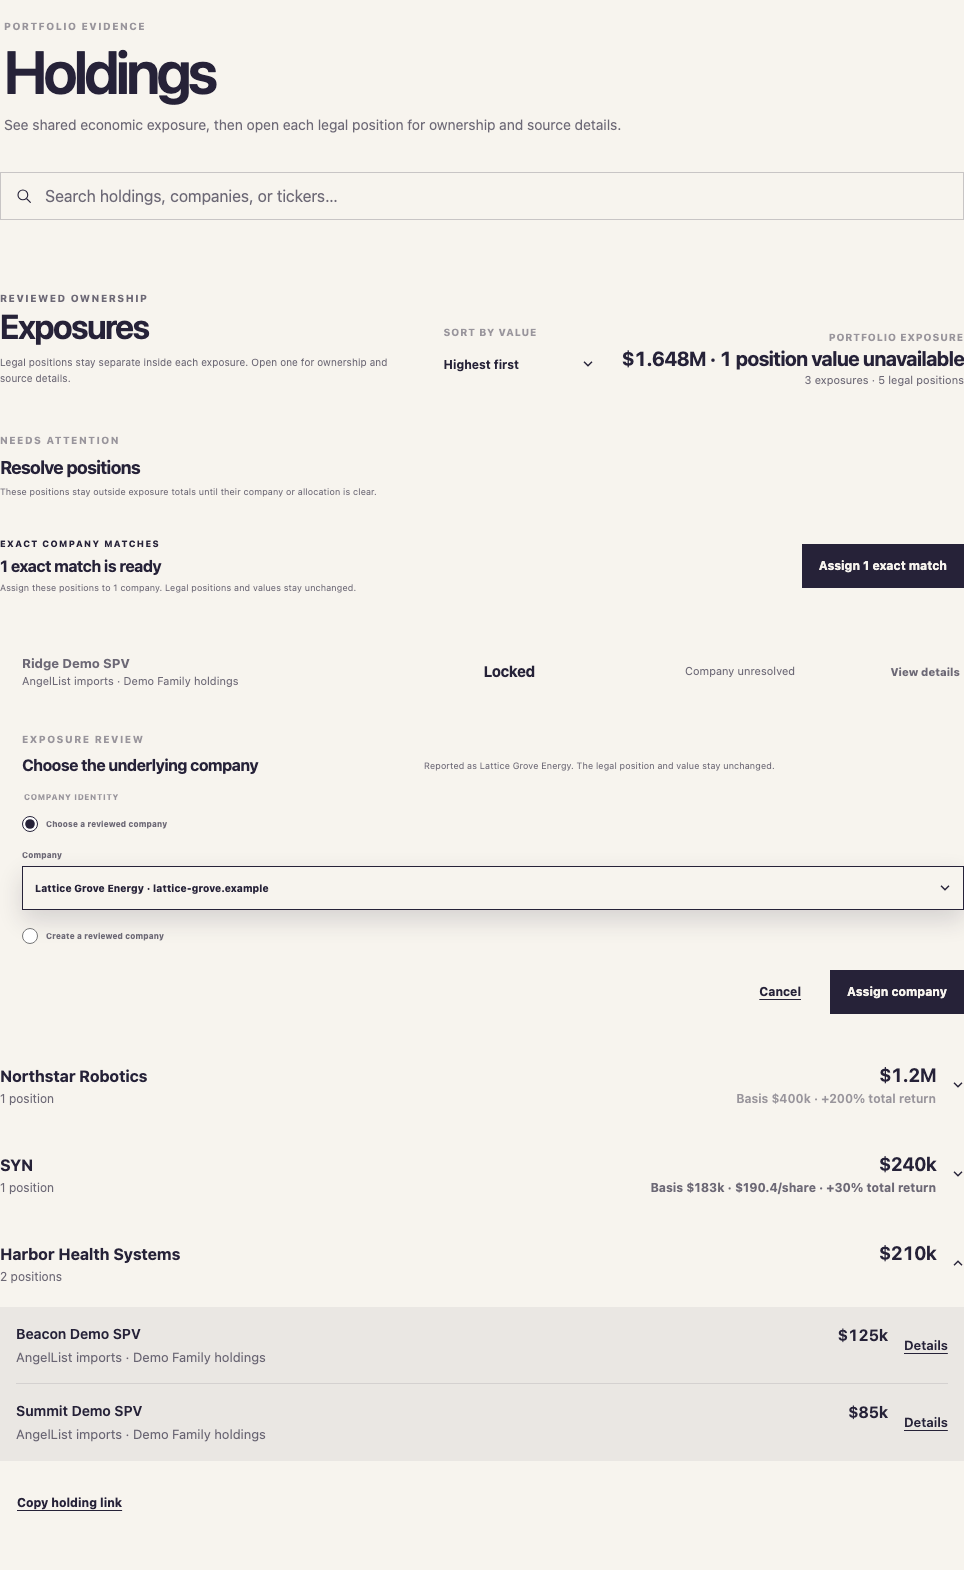 PORTFOLIO EVIDENCE
Holdings
See shared economic exposure, then open each legal position for ownership and source details.
Search holdings, companies, or tickers...
REVIEWED OWNERSHIP
Exposures
Legal positions stay separate inside each exposure. Open one for ownership and
source details.
SORT BY VALUE
Highest first
PORTFOLIO EXPOSURE
$1.648M · 1 position value unavailable
3 exposures · 5 legal positions
NEEDS ATTENTION
Resolve positions
These positions stay outside exposure totals until their company or allocation is clear.
EXACT COMPANY MATCHES
1 exact match is ready
Assign these positions to 1 company. Legal positions and values stay unchanged.
Assign 1 exact match
Ridge Demo SPV
AngelList imports · Demo Family holdings
Locked
Company unresolved
View details
EXPOSURE REVIEW
Choose the underlying company
Reported as Lattice Grove Energy. The legal position and value stay unchanged.
COMPANY IDENTITY
Choose a reviewed company
Company
Lattice Grove Energy · lattice-grove.example
Create a reviewed company
Cancel
Assign company
Northstar Robotics
$1.2M
1 position
Basis $400k · +200% total return
SYN
$240k
1 position
Basis $183k · $190.4/share · +30% total return
Harbor Health Systems
$210k
2 positions
Beacon Demo SPV
$125k
AngelList imports · Demo Family holdings
Details
Summit Demo SPV
$85k
AngelList imports · Demo Family holdings
Details
Copy holding link